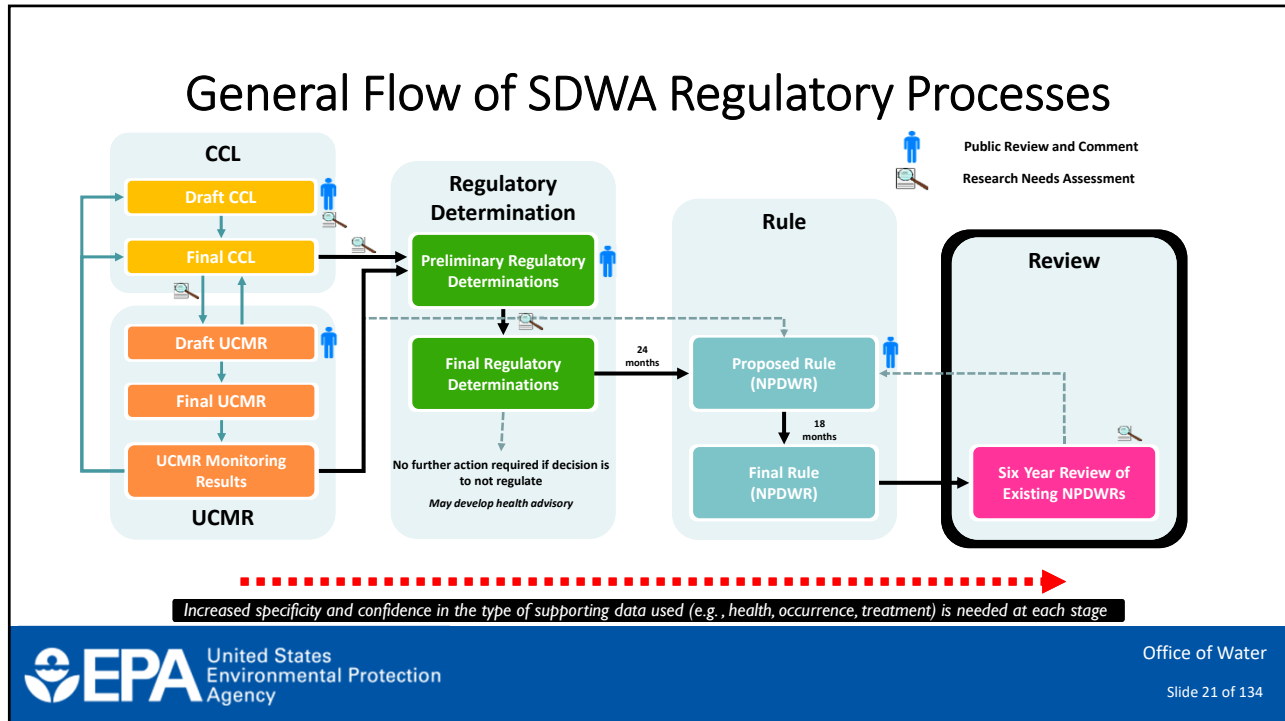 General Flow of SDWA Regulatory Processes
Public Review and Comment
Research Needs Assessment
CCL
Draft CCL
Final CCL
Draft UCMR
Final UCMR
UCMR Monitoring
Results
UCMR
Regulatory
Determination
Preliminary Regulatory
Determinations
Final Regulatory
Determinations
No further action required if decision is
to not regulate
May develop health advisory
24
months
Rule
Proposed Rule
(NPDWR)
18
months
Final Rule
(NPDWR)
Review
Six Year Review of
Existing NPDWRs
Increased specificity and confidence in the type of supporting data used (e.g., health, occurrence, treatment) is needed at each stage
EPA
United States
Environmental Protection
Agency
Office of Water
Slide 21 of 134